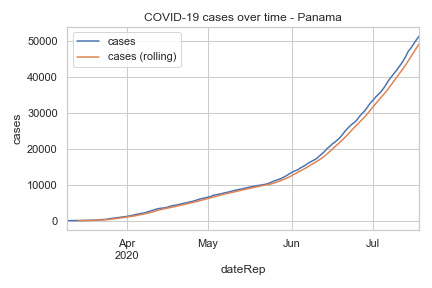 COVID-19 cases over time - Panama
cases
cases (rolling)
50000
40000
30000
20000
10000
0
cases
Apr
2020
May
Jun
Jul
dateRep